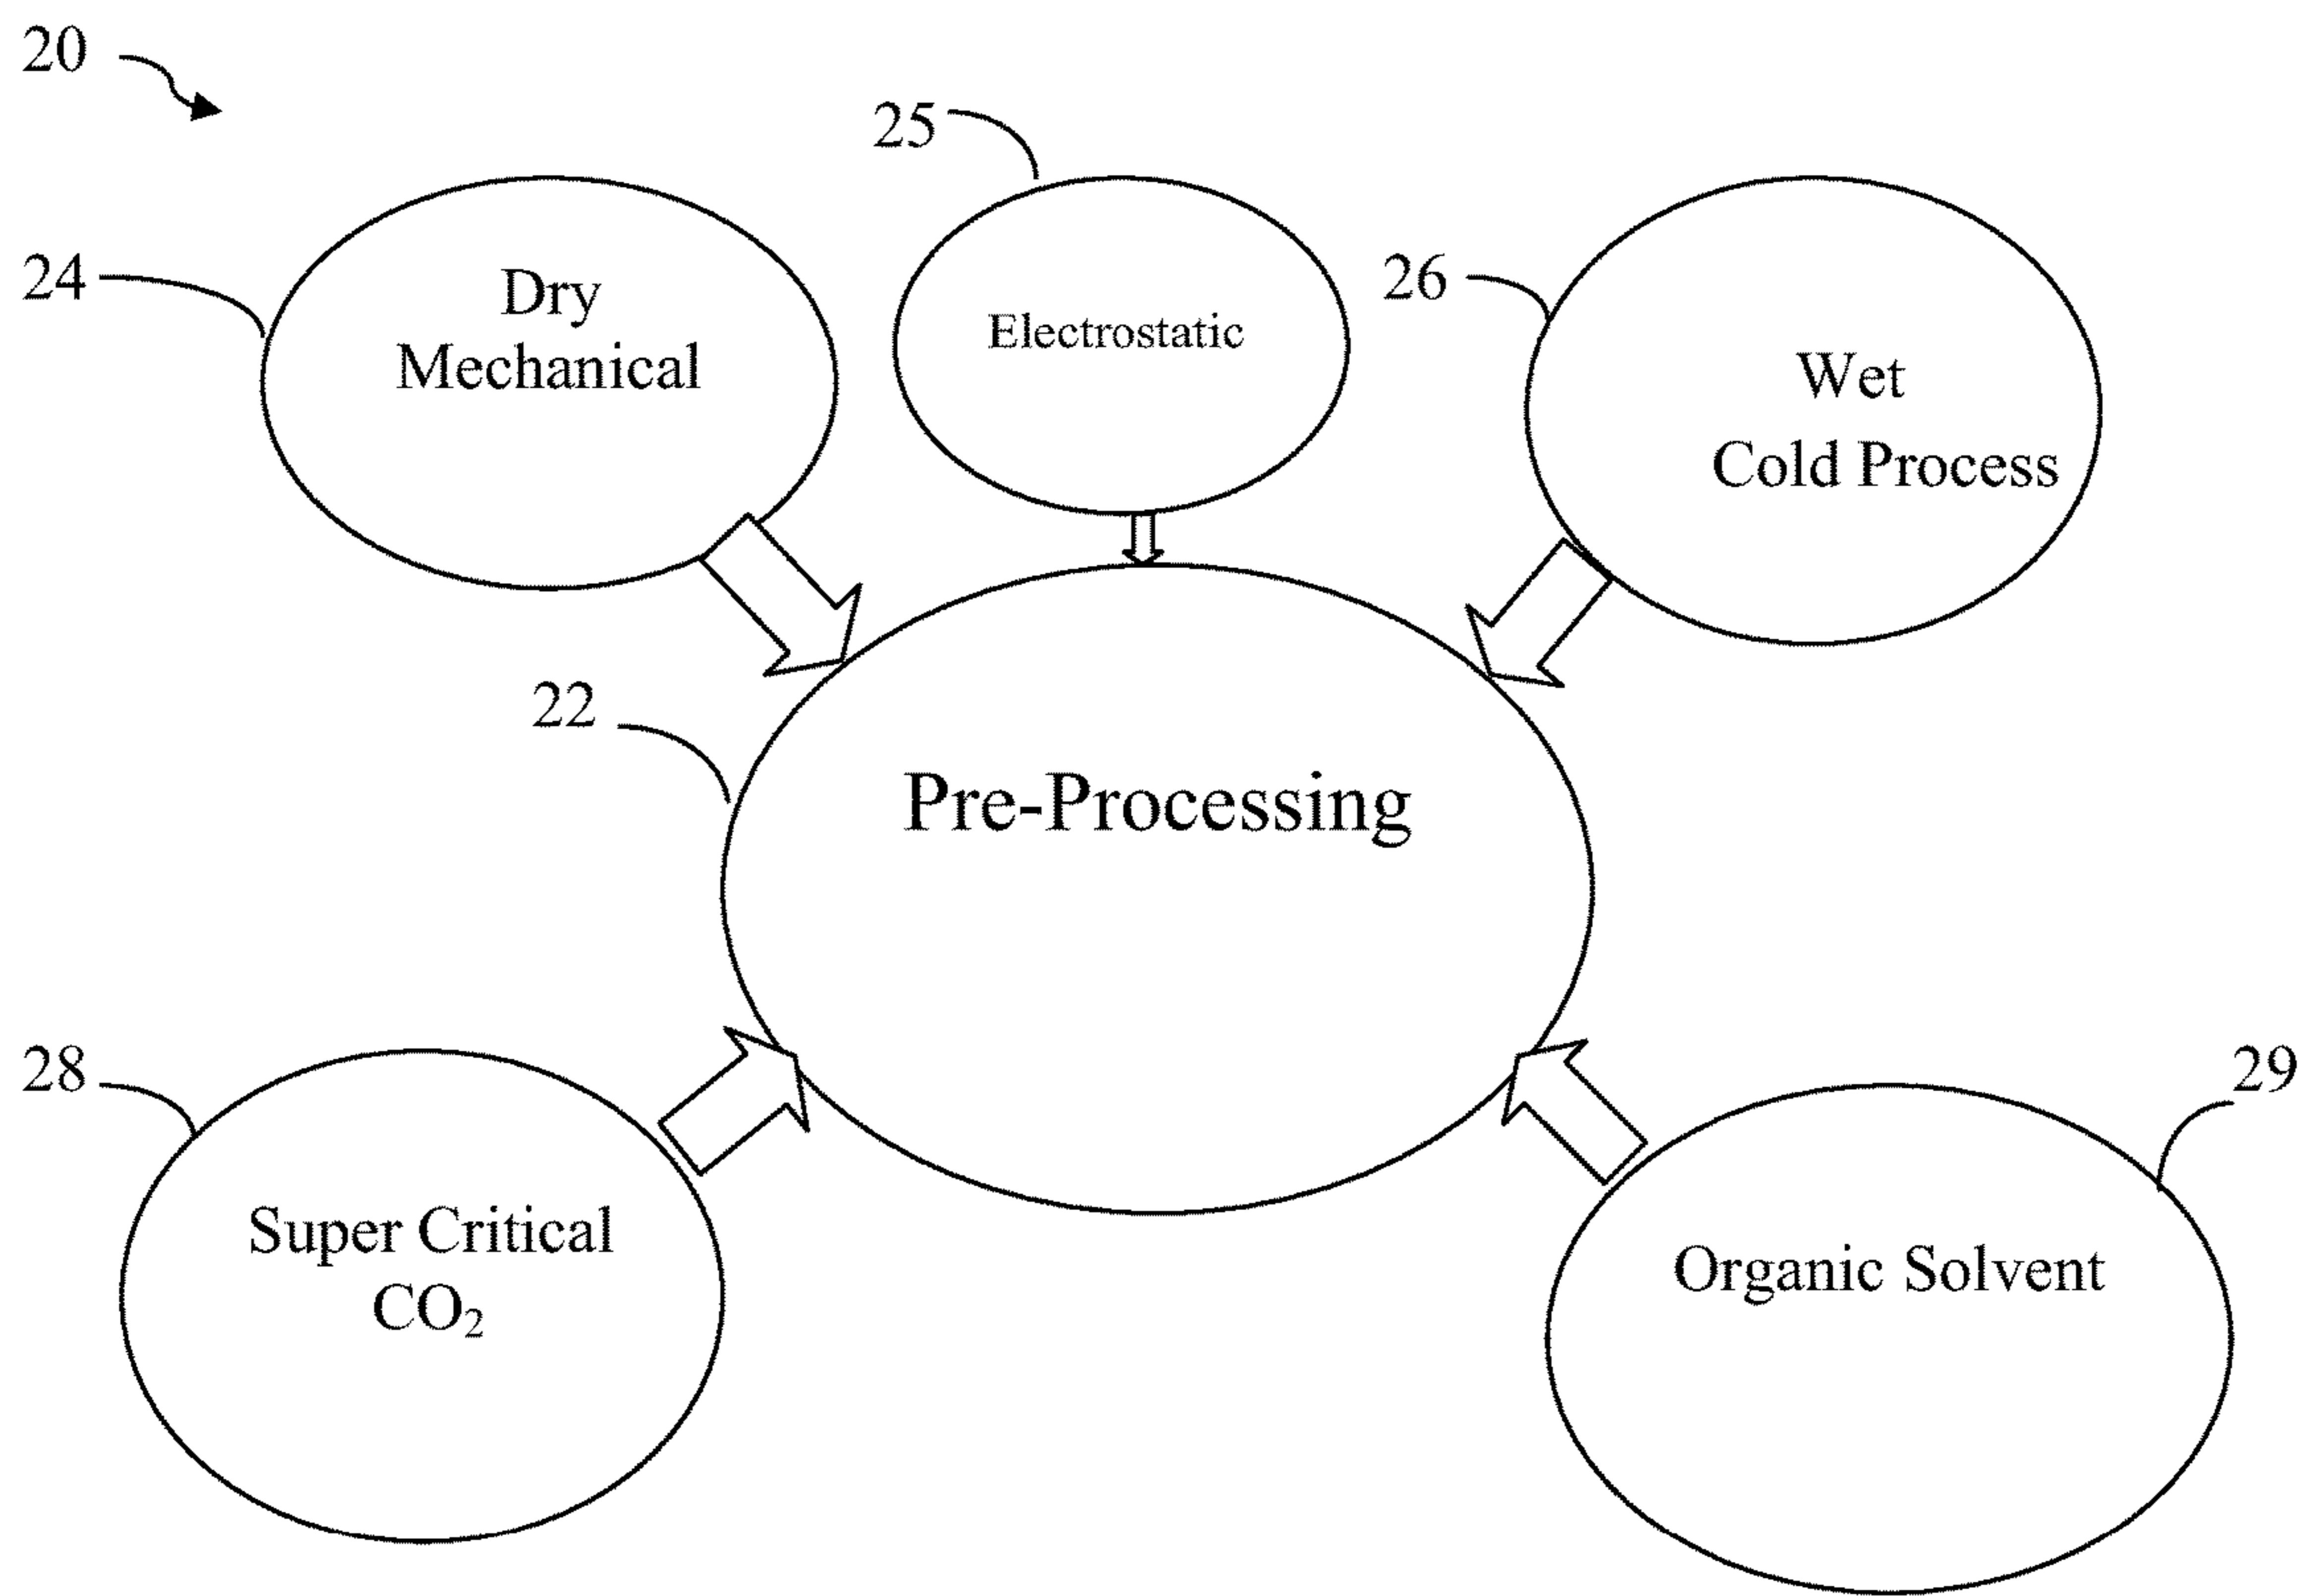 20
25
24
Dry
Mechanical
Electrostatic
26
Wet
Cold Process
22
Pre-Processing
28
Super Critical
CO₂
29
Organic Solvent